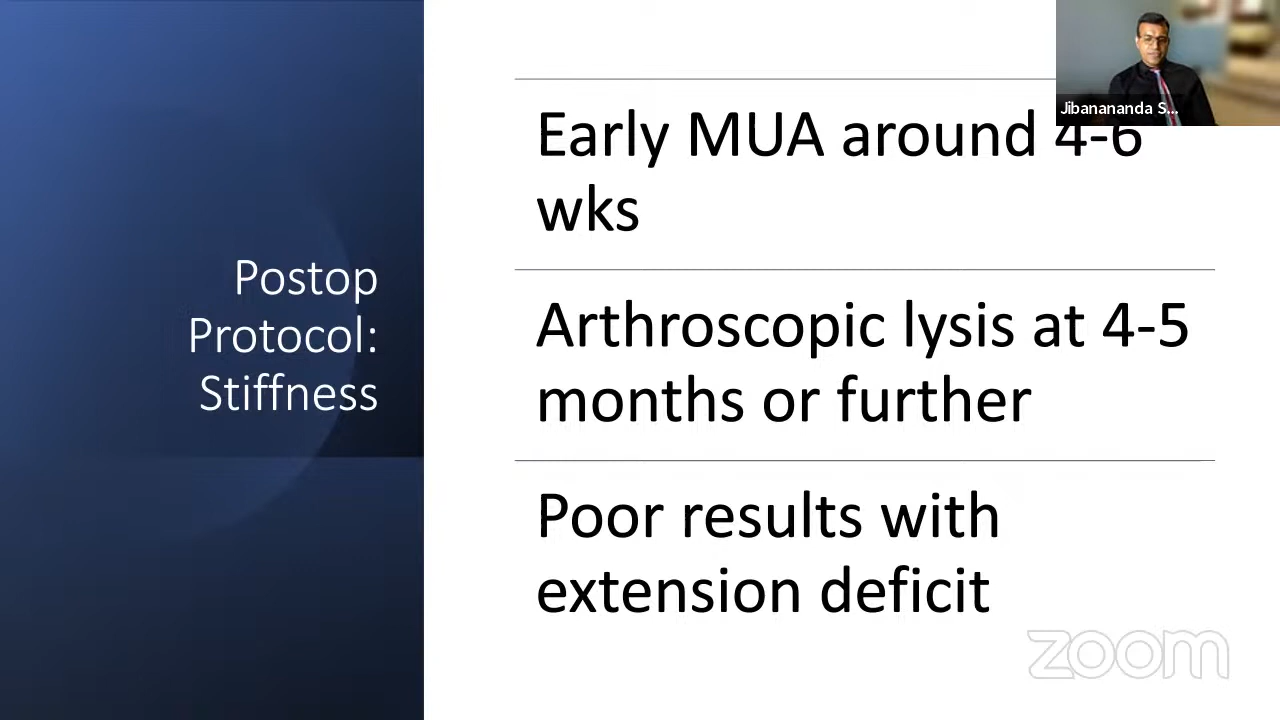 Jibanananda S...
Postop
Protocol:
Stiffness
Early MUA around 4-6
wks
Arthroscopic lysis at 4-5
months or further
Poor results with
extension deficit
zoom